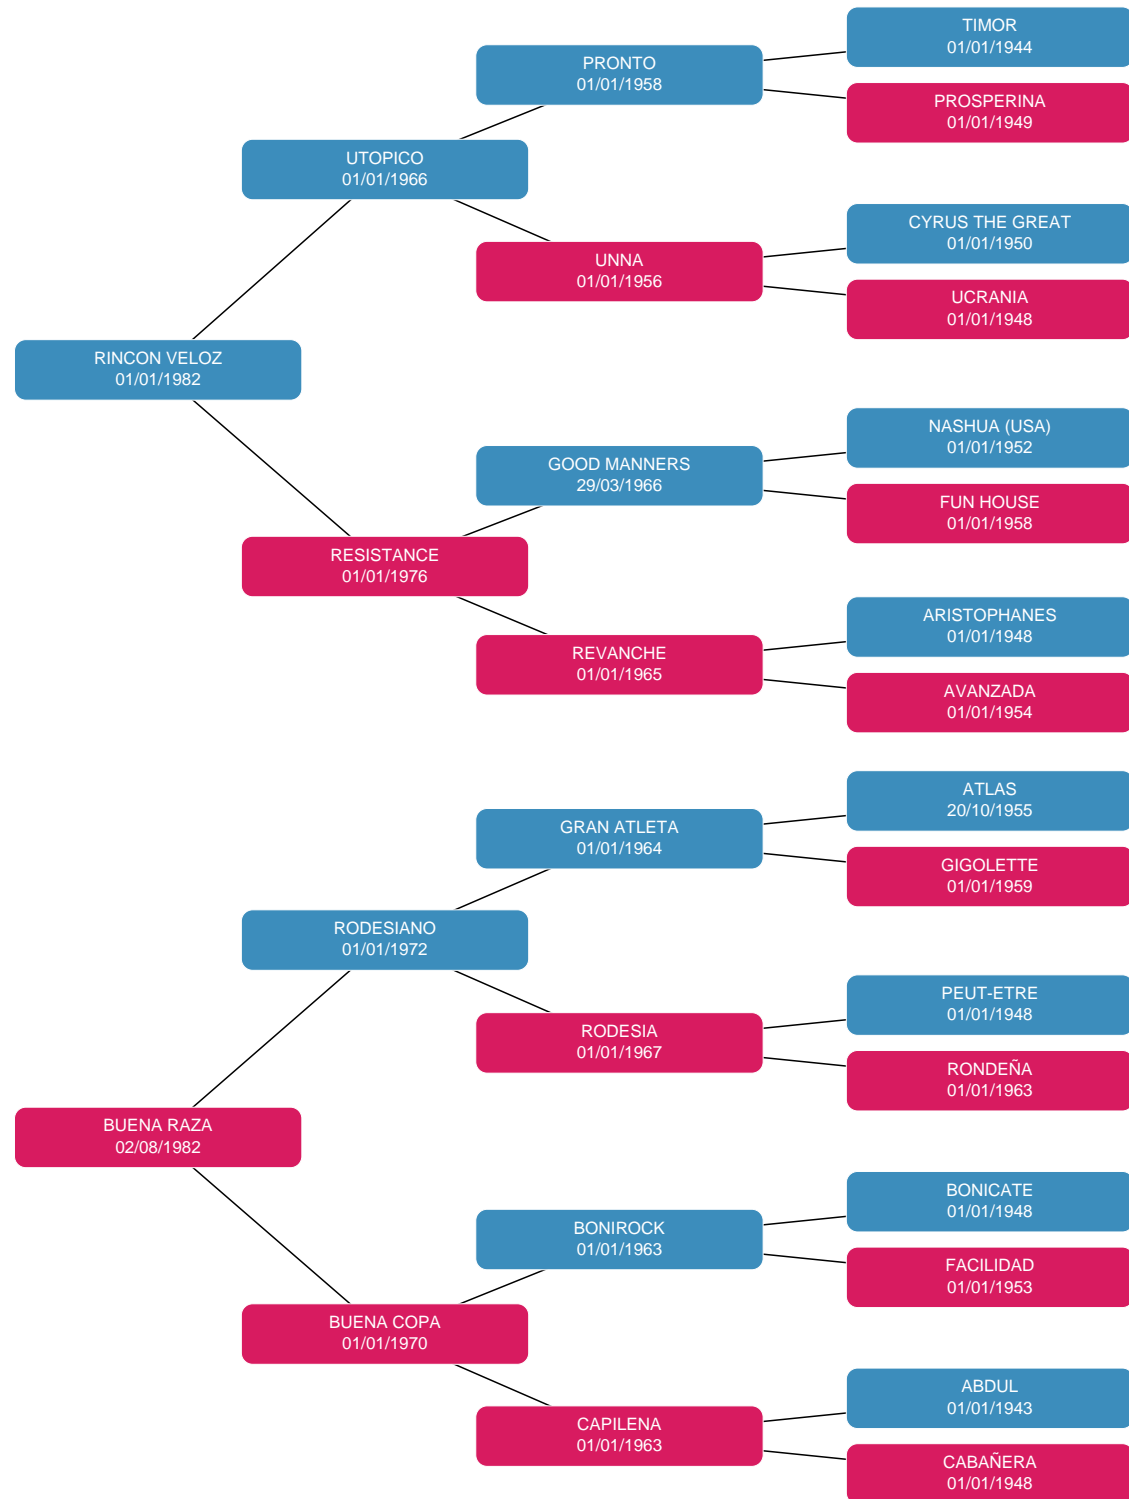 TIMOR
01/01/1944
PRONTO
01/01/1958
PROSPERINA
01/01/1949
UTOPICO
01/01/1966
CYRUS THE GREAT
01/01/1950
UNNA
01/01/1956
UCRANIA
01/01/1948
RINCON VELOZ
01/01/1982
NASHUA (USA)
01/01/1952
GOOD MANNERS
29/03/1966
FUN HOUSE
01/01/1958
RESISTANCE
01/01/1976
ARISTOPHANES
01/01/1948
REVANCHE
01/01/1965
AVANZADA
01/01/1954
ATLAS
20/10/1955
GRAN ATLETA
01/01/1964
GIGOLETTE
01/01/1959
RODESIANO
01/01/1972
PEUT-ETRE
01/01/1948
RODESIA
01/01/1967
RONDEÑA
01/01/1963
BUENA RAZA
02/08/1982
BONICATE
01/01/1948
BONIROCK
01/01/1963
FACILIDAD
01/01/1953
BUENA COPA
01/01/1970
ABDUL
01/01/1943
CAPILENA
01/01/1963
CABAÑERA
01/01/1948